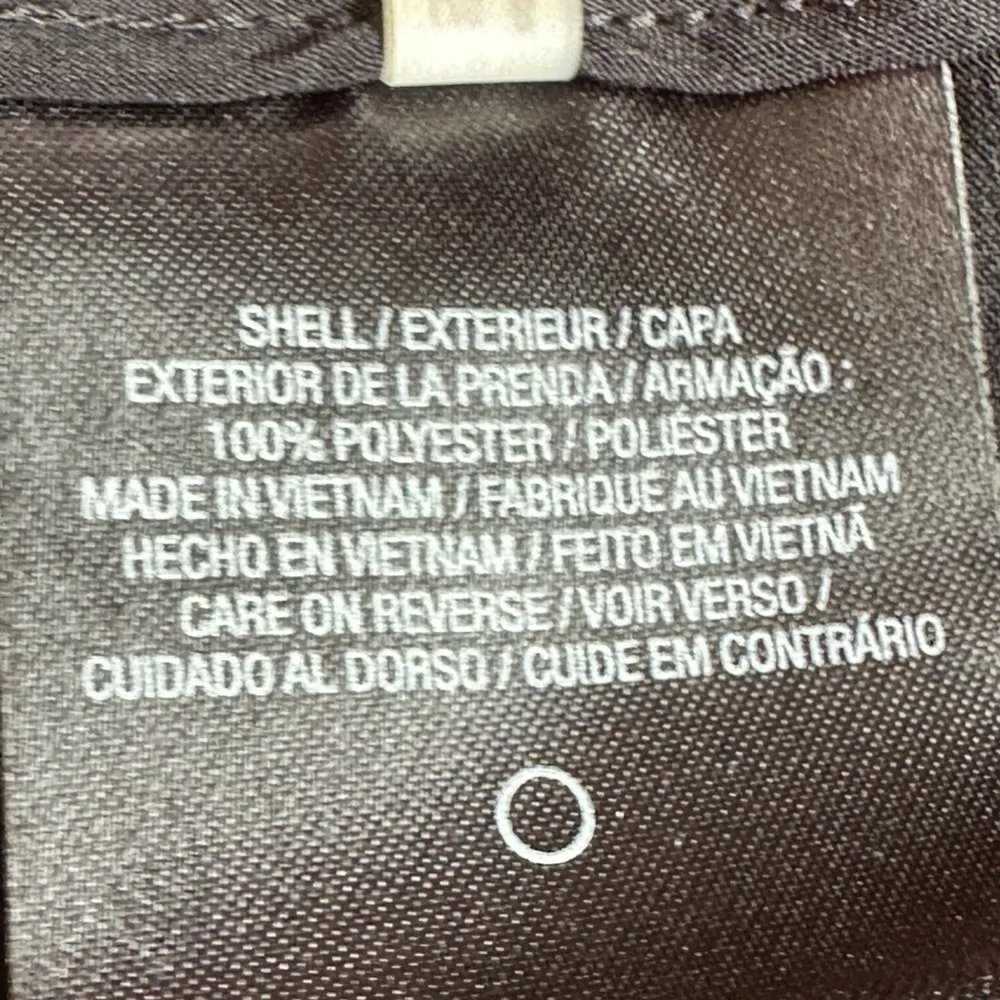 SHELL / EXTERIEUR / CAPA
EXTERIOR DE LA PRENDA / ARMAÇÃO :
100% POLYESTER / POLIÉSTER
MADE IN VIETNAM / FABRIQUÉ AU VIETNAM
HECHO EN VIETNAM / FEITO EM VIETNÃ
CARE ON REVERSE / VOIR VERSO /
CUIDADO AL DORSO / CUIDE EM CONTRÁRIO